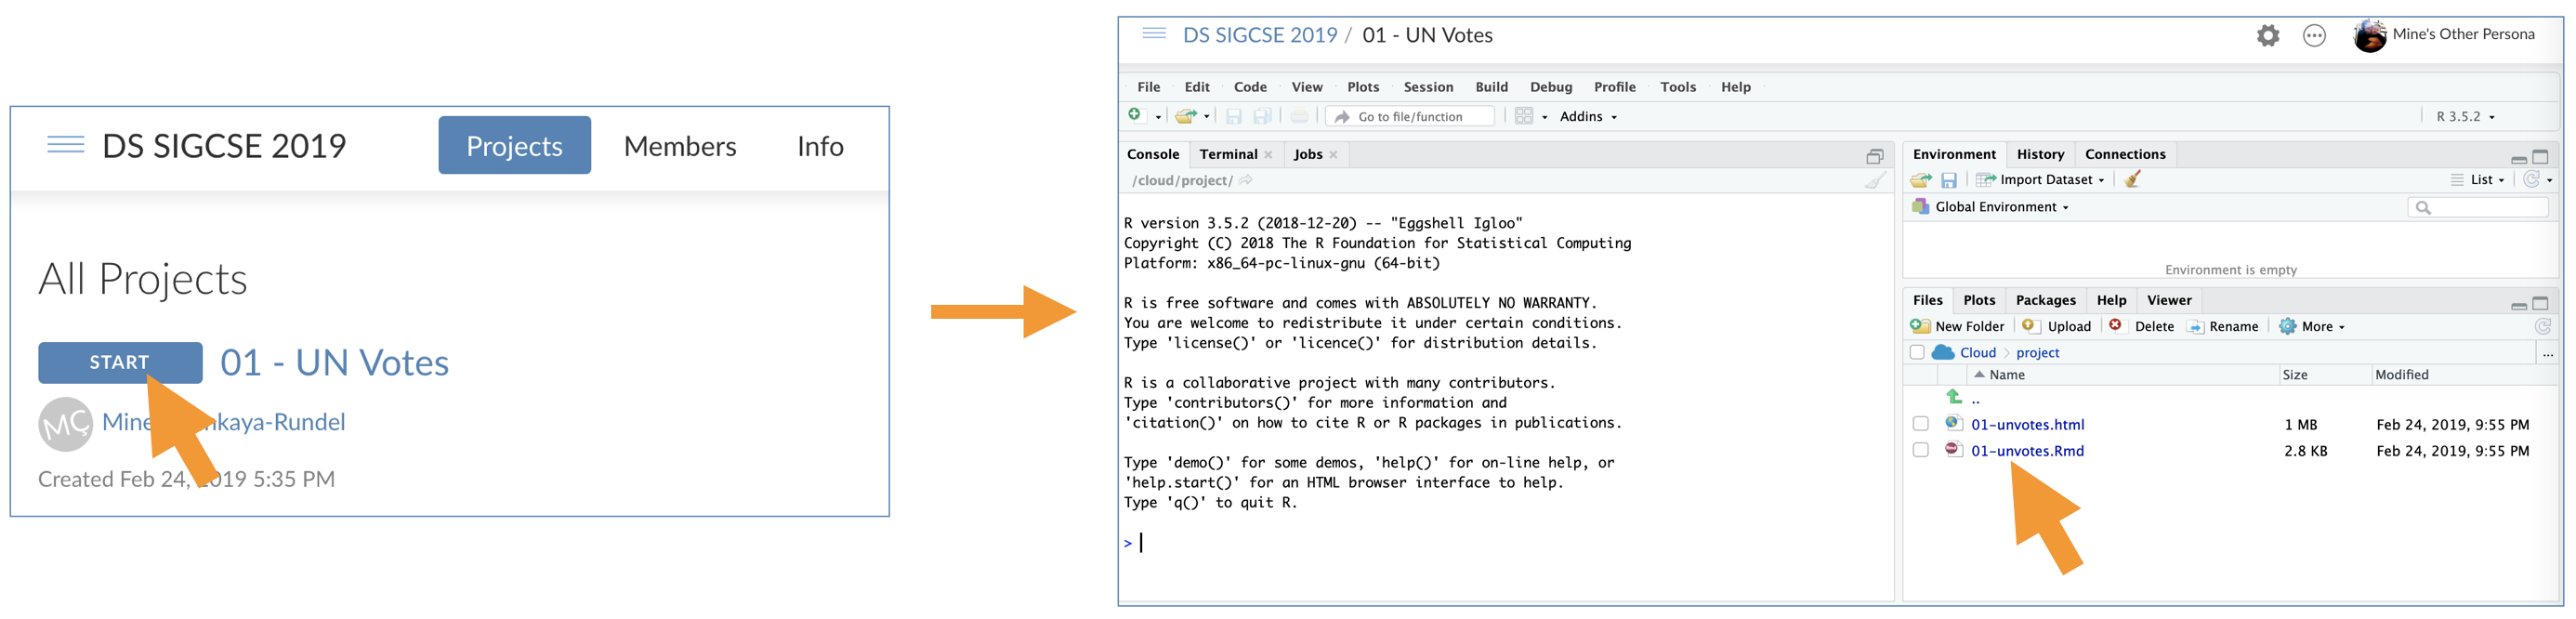 DS SIGCSE 2019 Projects Members Info
All Projects
START 01 - UN Votes
MÇ Mine nkaya-Rundel
Created Feb 24, 2019 5:35 PM
DS SIGCSE 2019 / 01 - UN Votes Mine's Other Persona
File Edit Code View Plots Session Build Debug Profile Tools Help
Go to file/function Addins R 3.5.2
Console Terminal Jobs
/cloud/project/
R version 3.5.2 (2018-12-20) -- "Eggshell Igloo"
Copyright (C) 2018 The R Foundation for Statistical Computing
Platform: x86_64-pc-linux-gnu (64-bit)
R is free software and comes with ABSOLUTELY NO WARRANTY.
You are welcome to redistribute it under certain conditions.
Type 'license()' or 'licence()' for distribution details.
R is a collaborative project with many contributors.
Type 'contributors()' for more information and
'citation()' on how to cite R or R packages in publications.
Type 'demo()' for some demos, 'help()' for on-line help, or
'help.start()' for an HTML browser interface to help.
Type 'q()' to quit R.
>
Environment History Connections
Import Dataset List
Global Environment
Environment is empty
Files Plots Packages Help Viewer
New Folder Upload Delete Rename More
Cloud > project ...
Name Size Modified
..
01-unvotes.html 1 MB Feb 24, 2019, 9:55 PM
01-unvotes.Rmd 2.8 KB Feb 24, 2019, 9:55 PM